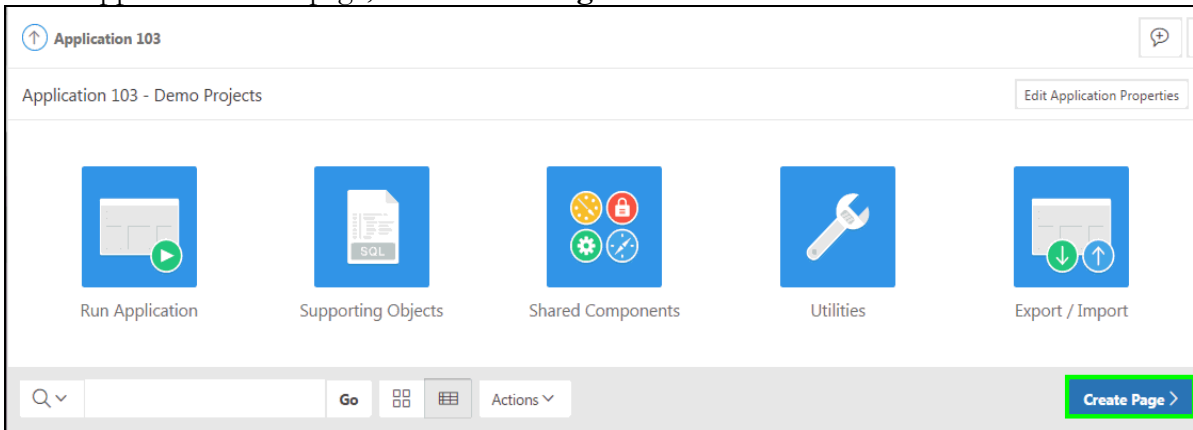 Application 103
Application 103 - Demo Projects
Edit Application Properties
SQL
Run Application
Supporting Objects
Shared Components
Utilities
Export / Import
Go
Actions
Create Page